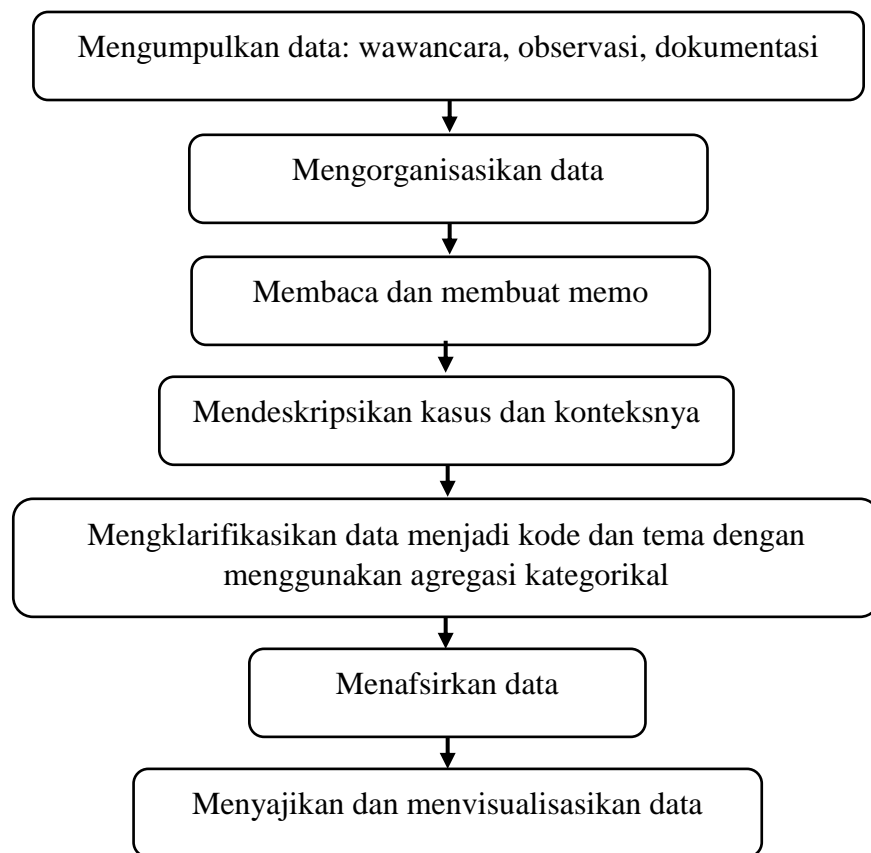 Mengumpulkan data: wawancara, observasi, dokumentasi
Mengorganisasikan data
Membaca dan membuat memo
Mendeskripsikan kasus dan konteksnya
Mengklarifikasikan data menjadi kode dan tema dengan
menggunakan agregasi kategorikal
Menafsirkan data
Menyajikan dan menvisualisasikan data